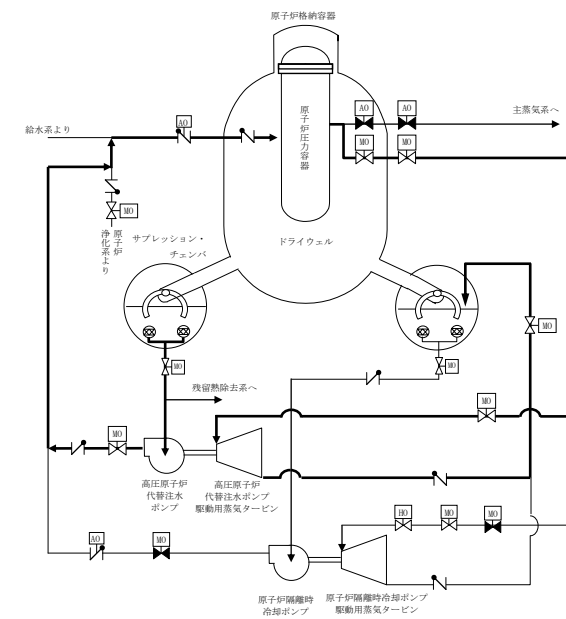 原子炉格納容器
AO
AO
AO
主蒸気系へ
給水系より
MO
MO
原子炉圧力容器
MO
原子炉
浄化系より
サプレッション・
チェンバ
ドライウェル
MO
MO
MO
残留熱除去系へ
MO
MO
高圧原子炉
代替注水
ポンプ
高圧原子炉
代替注水ポンプ
駆動用蒸気タービン
HO
MO
MO
AO
MO
原子炉隔離時
冷却ポンプ
原子炉隔離時冷却ポンプ
駆動用蒸気タービン